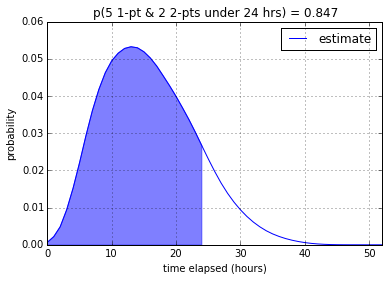 p(5 1-pt & 2 2-pts under 24 hrs) = 0.847
0.06
estimate
0.05
0.04
0.03
0.02
0.01
0.00
probability
0 10 20 30 40 50
time elapsed (hours)